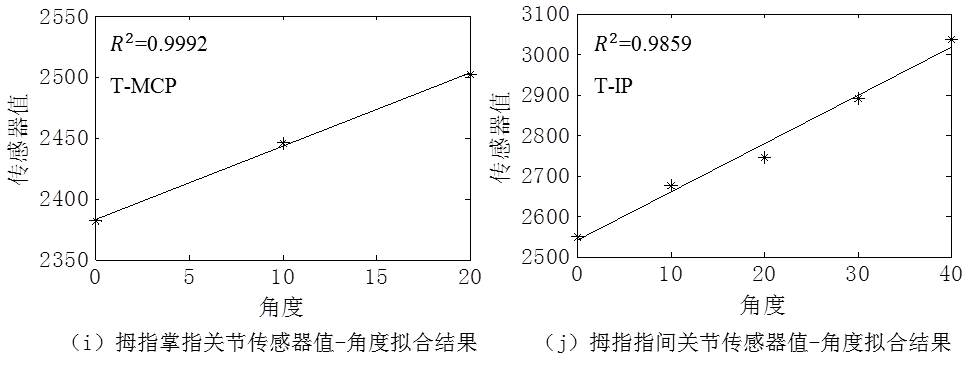 2550
2500
2450
2400
2350
传感器值
R²=0.9992
T-MCP
0 5 10 15 20
角度
（i）拇指掌指关节传感器值-角度拟合结果
3100
3000
2900
2800
2700
2600
2500
传感器值
R²=0.9859
T-IP
0 10 20 30 40
角度
（j）拇指指间关节传感器值-角度拟合结果